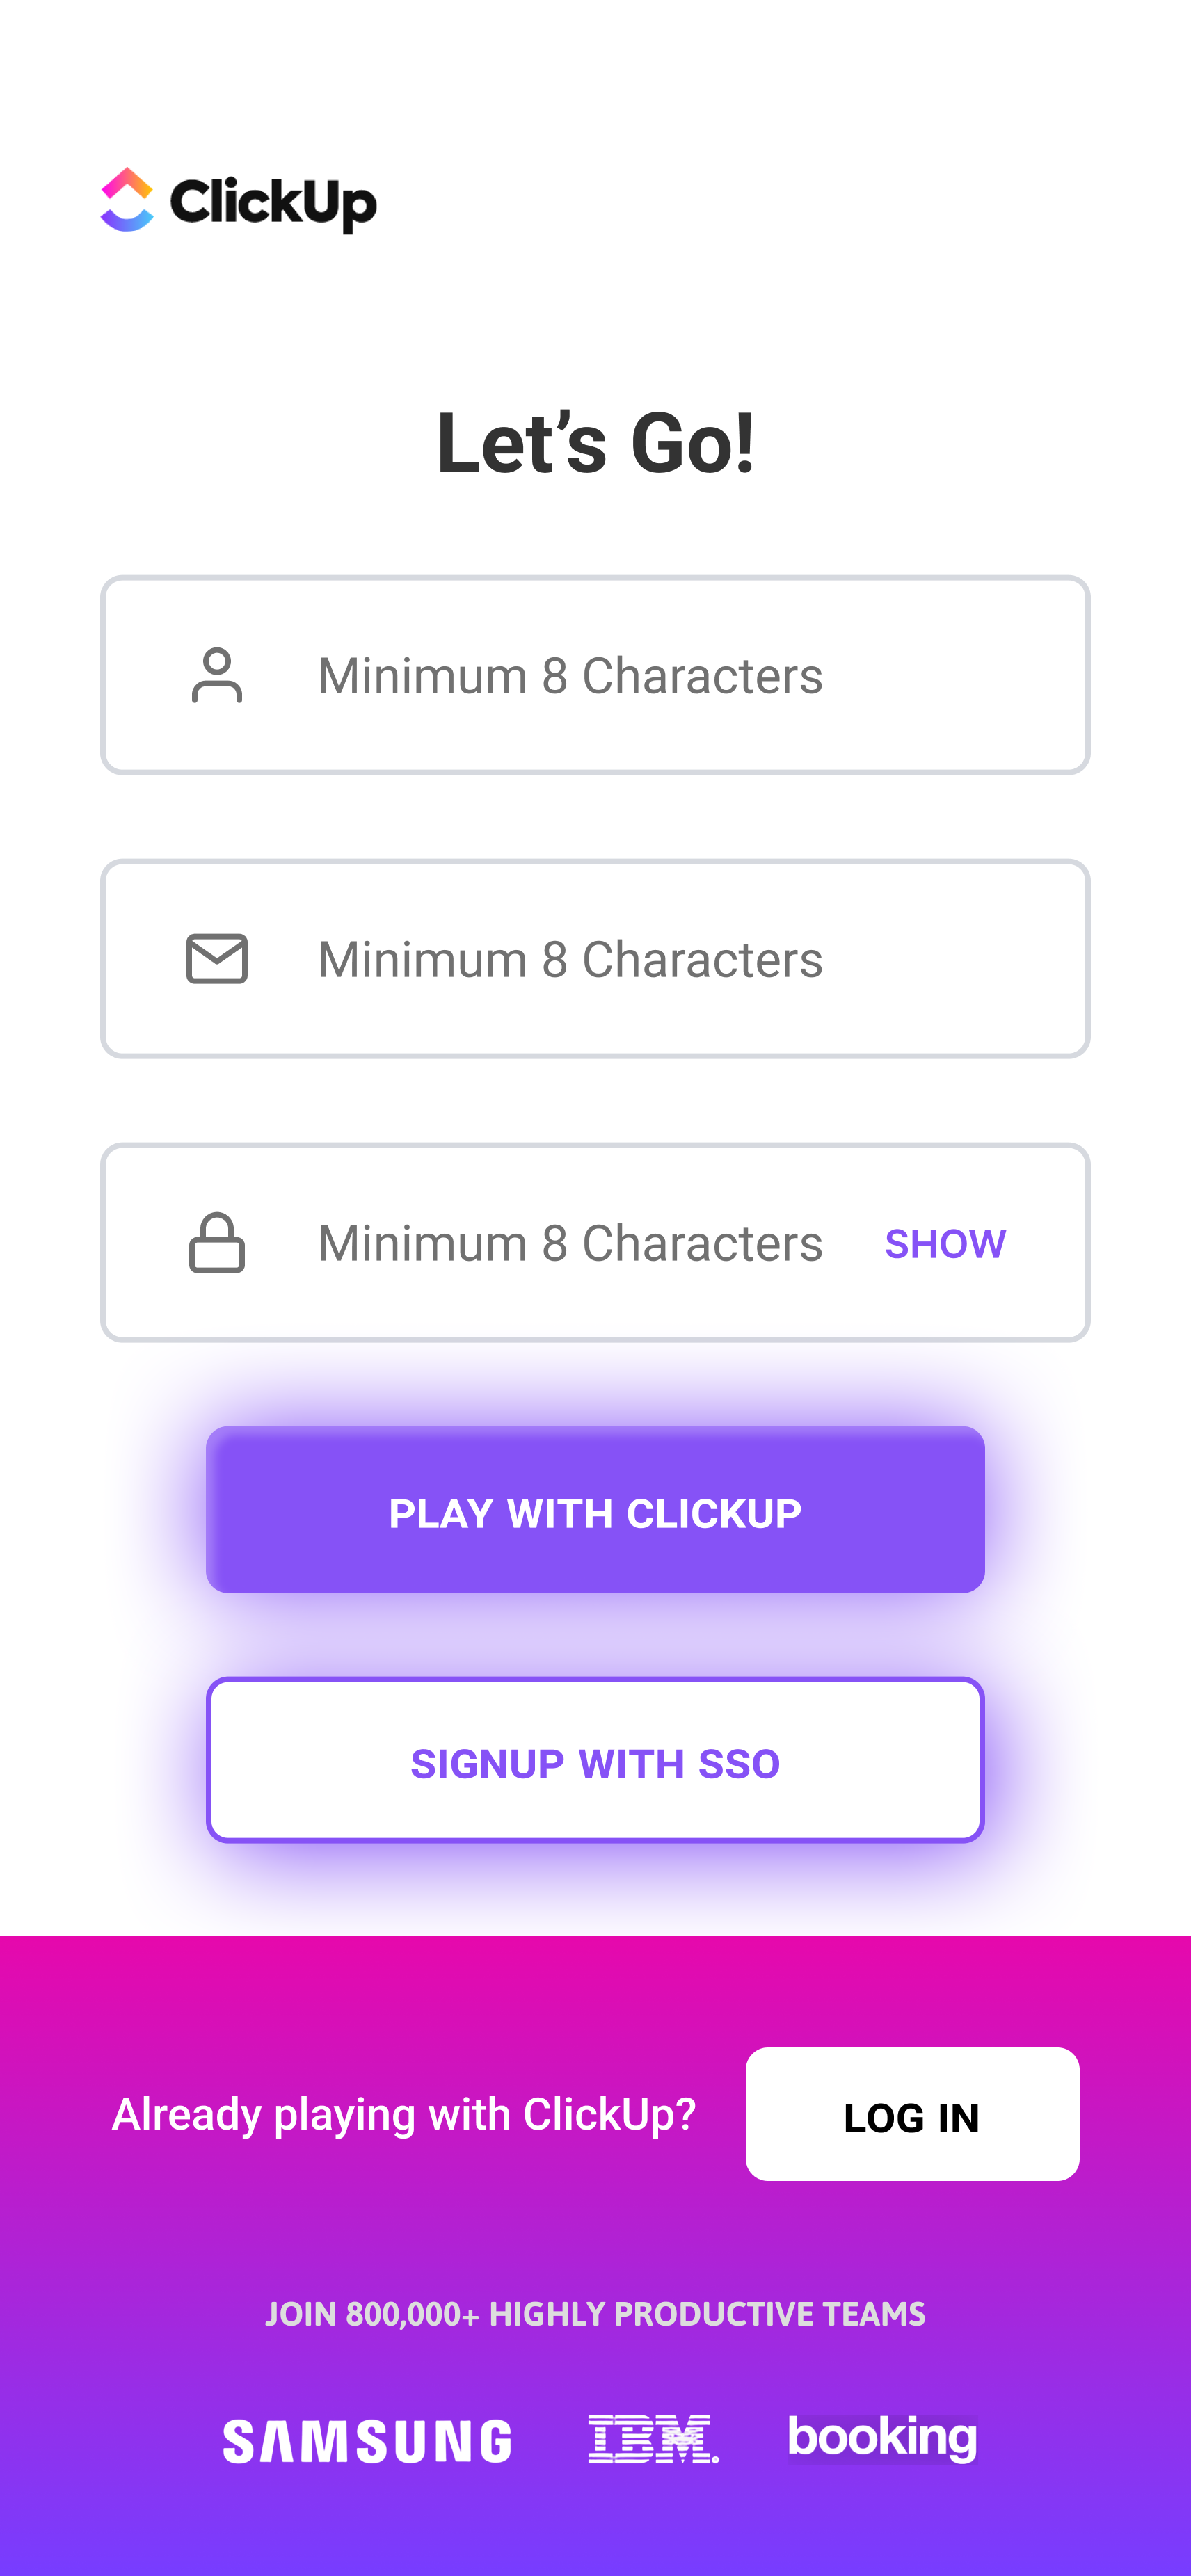 ClickUp
Let’s Go!
Minimum 8 Characters
Minimum 8 Characters
Minimum 8 Characters SHOW
PLAY WITH CLICKUP
SIGNUP WITH SSO
Already playing with ClickUp? LOG IN
JOIN 800,000+ HIGHLY PRODUCTIVE TEAMS
SAMSUNG IBM booking